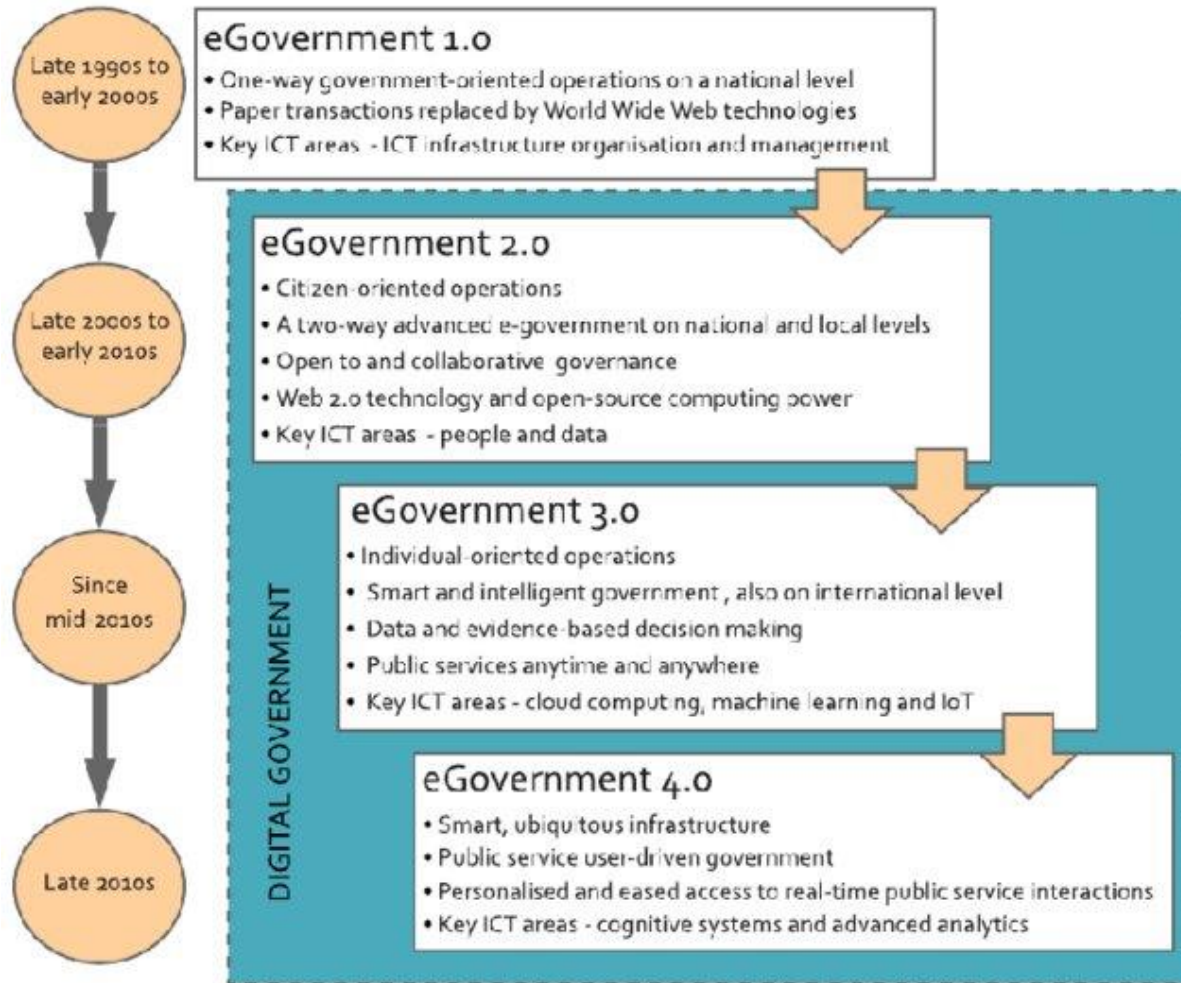 Late 1990s to
early 2000s
eGovernment 1.0
• One-way government-oriented operations on a national level
• Paper transactions replaced by World Wide Web technologies
• Key ICT areas - ICT infrastructure organisation and management
Late 2000s to
early 2010s
eGovernment 2.0
• Citizen-oriented operations
• A two-way advanced e-government on national and local levels
• Open to and collaborative governance
• Web 2.0 technology and open-source computing power
• Key ICT areas - people and data
Since
mid-2010s
eGovernment 3.0
• Individual-oriented operations
• Smart and intelligent government , also on international level
• Data and evidence-based decision making
• Public services anytime and anywhere
• Key ICT areas - cloud computing, machine learning and IoT
Late 2010s
eGovernment 4.0
• Smart, ubiquitous infrastructure
• Public service user-driven government
• Personalised and eased access to real-time public service interactions
• Key ICT areas - cognitive systems and advanced analytics
DIGITAL GOVERNMENT